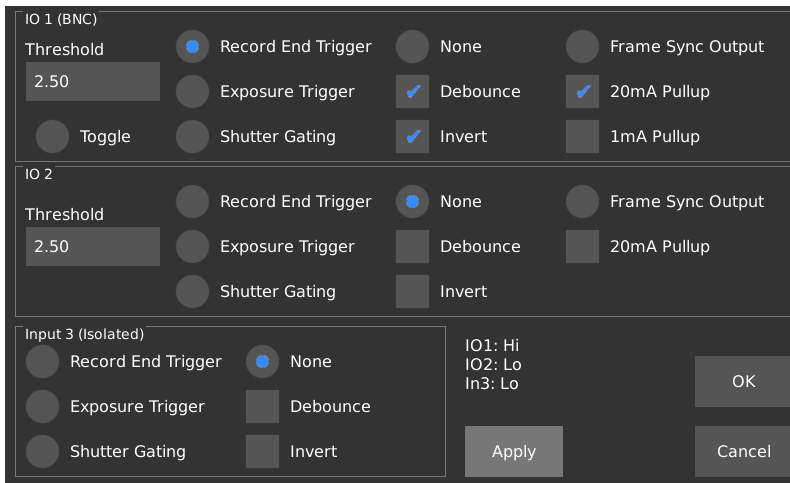 IO 1 (BNC)
Threshold
2.50
Toggle
Record End Trigger
Exposure Trigger
Shutter Gating
None
Debounce
Invert
Frame Sync Output
20mA Pullup
1mA Pullup
IO 2
Threshold
2.50
Record End Trigger
Exposure Trigger
Shutter Gating
None
Debounce
Invert
Frame Sync Output
20mA Pullup
Input 3 (Isolated)
Record End Trigger
Exposure Trigger
Shutter Gating
None
Debounce
Invert
IO1: Hi
IO2: Lo
In3: Lo
Apply
OK
Cancel